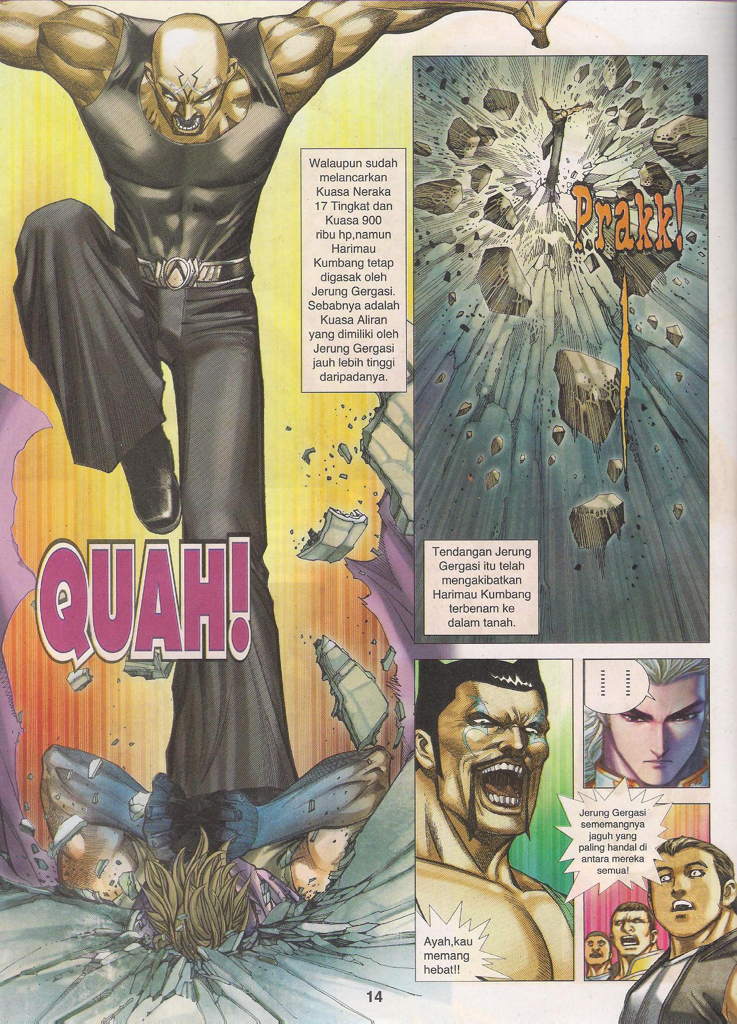 Walaupun sudah
melancarkan
Kuasa Neraka
17 Tingkat dan
Kuasa 900
ribu hp,namun
Harimau
Kumbang tetap
digasak oleh
Jerung Gergasi.
Sebabnya adalah
Kuasa Aliran
yang dimiliki oleh
Jerung Gergasi
jauh lebih tinggi
daripadanya.
QUAH!
Prakk!
Tendangan Jerung
Gergasi itu telah
mengakibatkan
Harimau Kumbang
terbenam ke
dalam tanah.
Ayah,kau
memang
hebat!!
Jerung Gergasi
sememangnya
jaguh yang
paling handal di
antara mereka
semua!
14